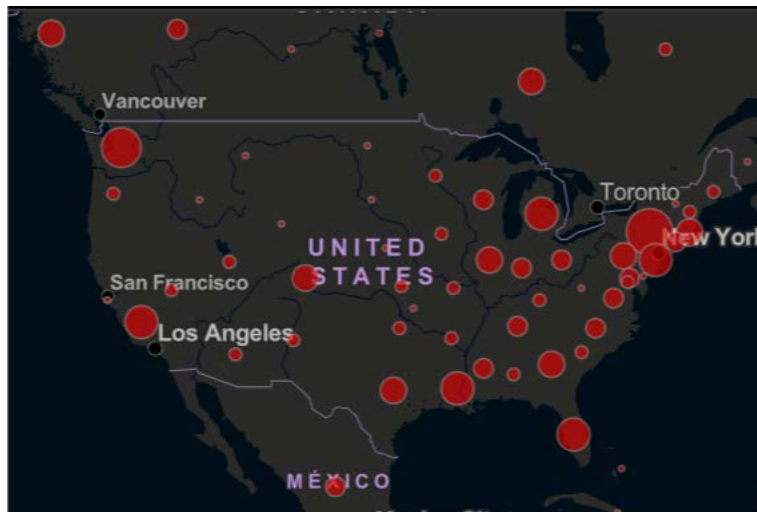 Vancouver
Toronto
New York
UNITED
STATES
San Francisco
Los Angeles
MÉXICO